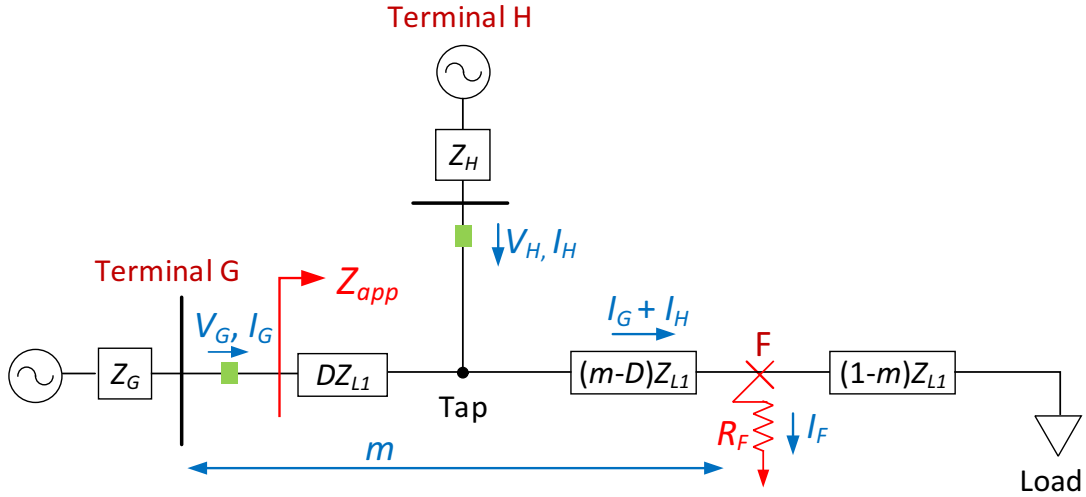 Terminal H
Z_H
V_H, I_H
Terminal G
Z_app
V_G, I_G
I_G + I_H
F
Z_G
DZ_L1
Tap
(m-D)Z_L1
(1-m)Z_L1
R_F
I_F
m
Load